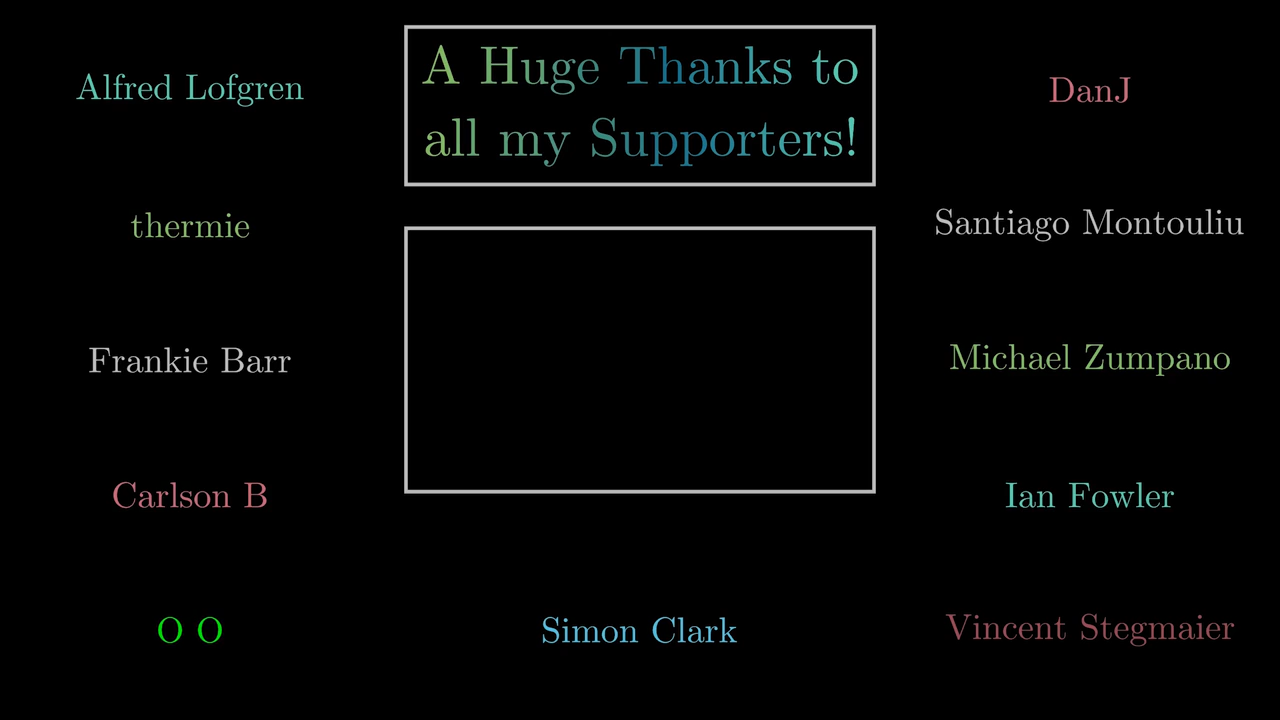 A Huge Thanks to
all my Supporters!
Alfred Lofgren
DanJ
thermie
Santiago Montouliu
Frankie Barr
Michael Zumpano
Carlson B
Ian Fowler
O O
Simon Clark
Vincent Stegmaier